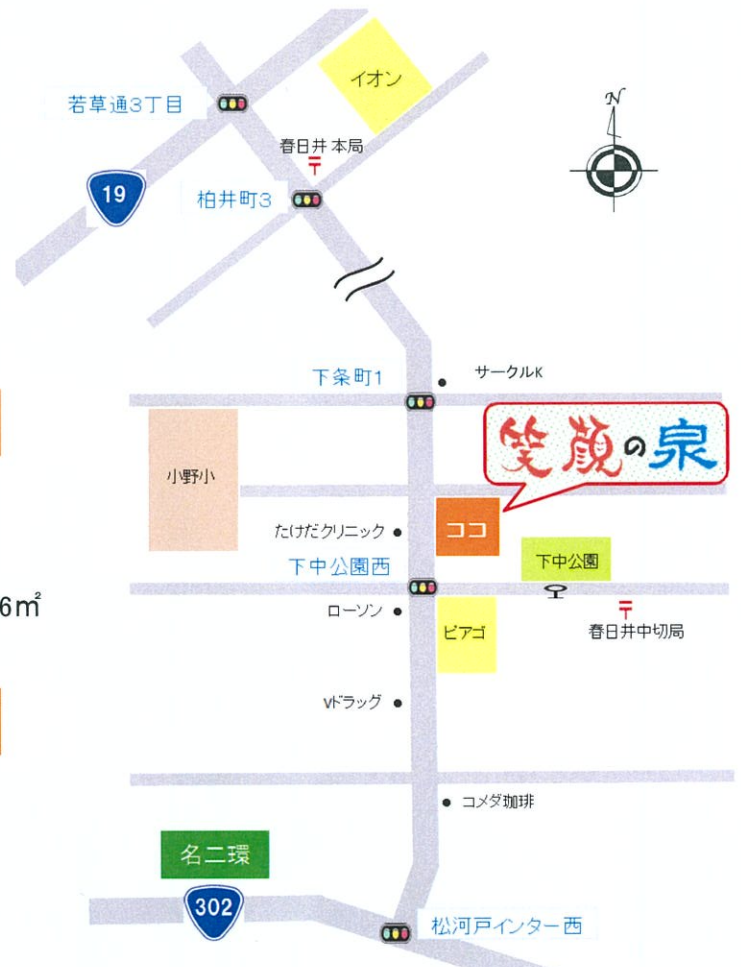 イオン
若草通3丁目
春日井 本局
〒
19
柏井町3
N
下条町1
サークルK
笑顔の泉
小野小
たけだクリニック
ココ
下中公園西
下中公園
6㎡
ローソン
ピアゴ
〒
春日井中切局
Vドラッグ
コメダ珈琲
名二環
302
松河戸インター西